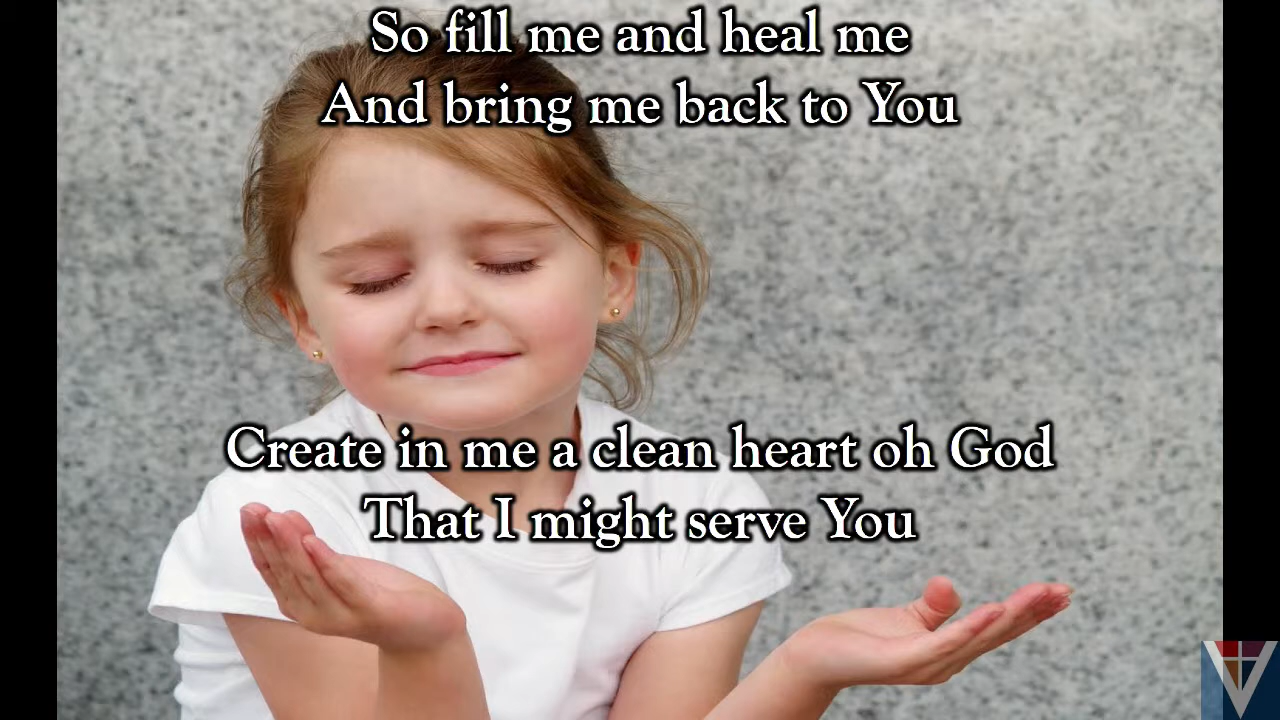 So fill me and heal me
And bring me back to You
Create in me a clean heart oh God
That I might serve You